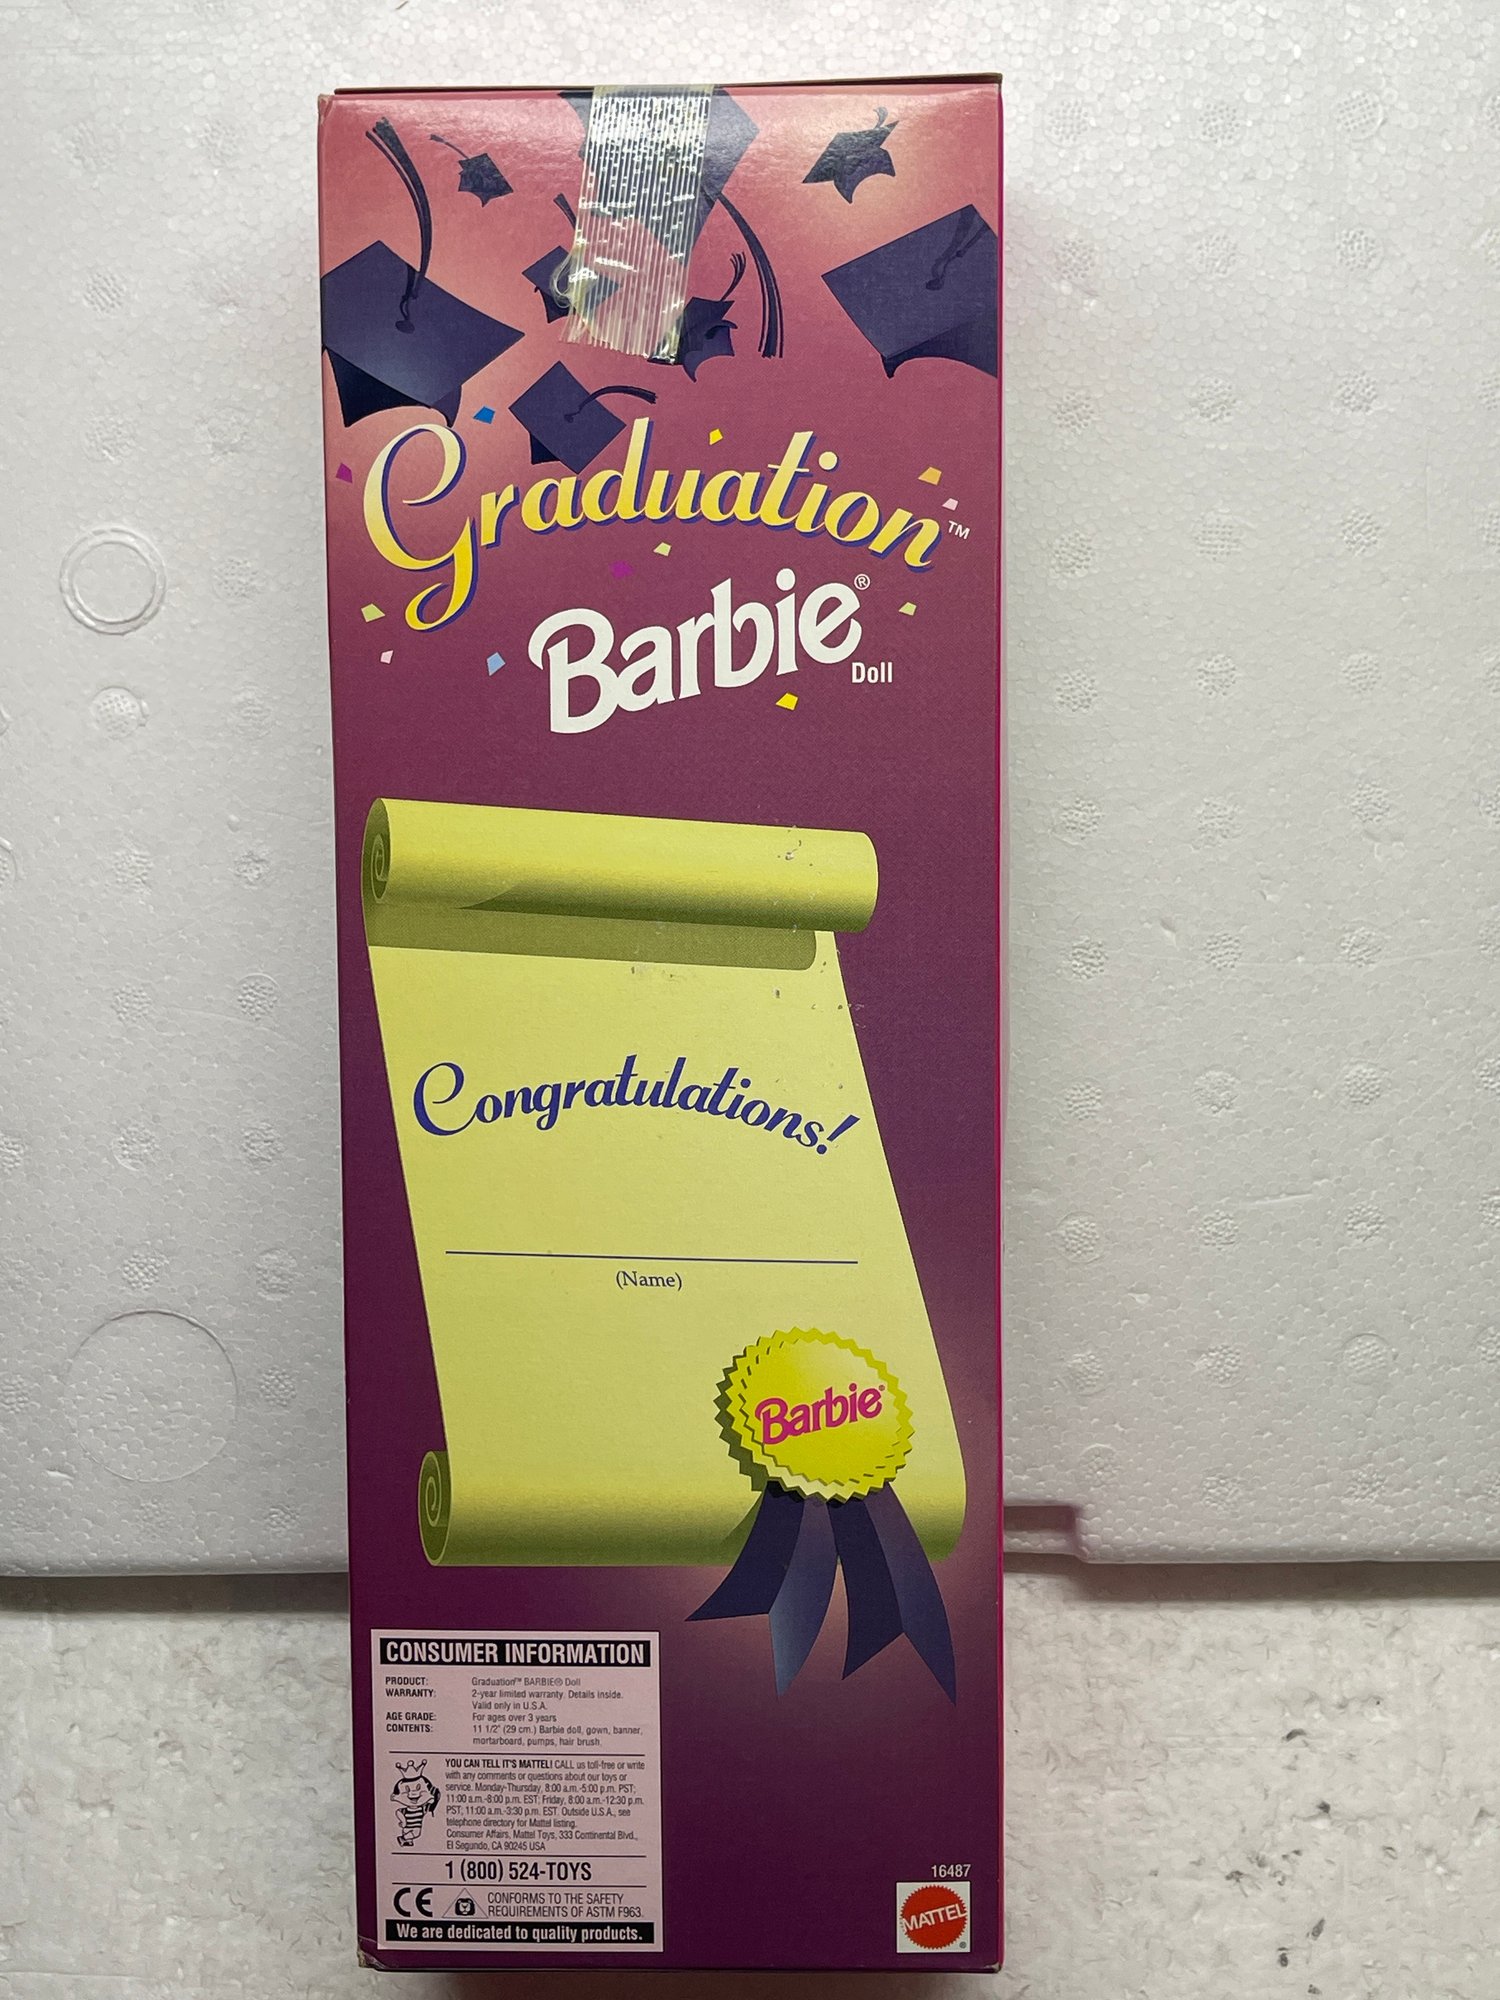 Graduation™
Barbie®
Doll
Congratulations!
(Name)
Barbie®
CONSUMER INFORMATION
PRODUCT: Graduation™ BARBIE® Doll
WARRANTY: 2-year limited warranty. Details inside.
Valid only in U.S.A.
AGE GRADE: For ages over 3 years
CONTENTS: 11 1/2" (29 cm.) Barbie doll, gown, banner,
mortarboard, pumps, hair brush.
YOU CAN TELL IT'S MATTEL! CALL us toll-free or write
with any comments or questions about our toys or
service. Monday-Thursday, 8:00 a.m.-5:00 p.m. PST;
11:00 a.m.-8:00 p.m. EST; Friday, 8:00 a.m.-12:30 p.m.
PST; 11:00 a.m.-3:30 p.m. EST. Outside U.S.A., see
telephone directory for Mattel listing.
Consumer Affairs, Mattel Toys, 333 Continental Blvd.,
El Segundo, CA 90245 USA
1 (800) 524-TOYS
CE
CONFORMS TO THE SAFETY
REQUIREMENTS OF ASTM F963.
We are dedicated to quality products.
16487
MATTEL
®